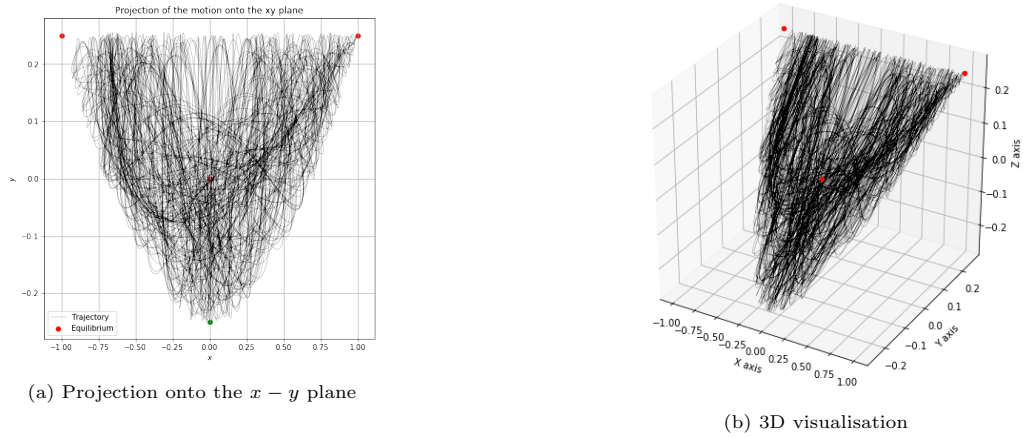 Projection of the motion onto the xy plane
y
0.2
0.1
0.0
−0.1
−0.2
Trajectory
Equilibrium
−1.00 −0.75 −0.50 −0.25 0.00 0.25 0.50 0.75 1.00
x
(a) Projection onto the x − y plane
0.2
0.1
0.0
−0.1
−0.2
Z axis
0.2
0.1
0.0
−0.1
−0.2
Y axis
−1.00 −0.75 −0.50 −0.25 0.00 0.25 0.50 0.75 1.00
X axis
(b) 3D visualisation